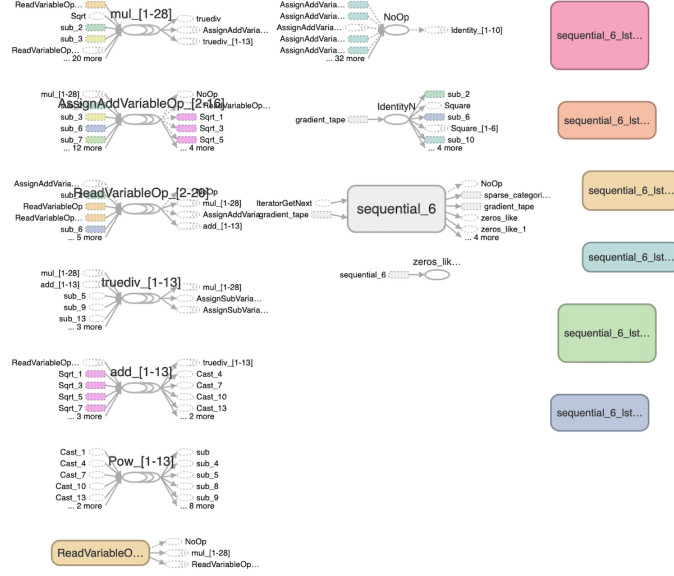 ReadVariableOp...
Sqrt
sub_2
sub_3
ReadVariableO...
... 20 more
mul_[1-28]
truediv
AssignAddVaria...
truediv_[1-13]
AssignAddVaria...
AssignAddVaria...
AssignAddVaria...
AssignAddVaria...
AssignAddVaria...
... 32 more
NoOp
Identity_[1-10]
sequential_6_lst...
mul_[1-28]
sub_3
sub_6
sub_7
... 12 more
AssignAddVariableOp_[2-16]
NoOp
ReadVariableOp...
Sqrt_1
Sqrt_3
Sqrt_5
... 4 more
gradient_tape
IdentityN
sub_2
Square
sub_6
Square_[1-6]
sub_10
... 4 more
sequential_6_lst...
AssignAddVaria...
sub_2
ReadVariableOp
ReadVariableO...
sub_6
... 5 more
ReadVariableOp_[2-29]
NoOp
mul_[1-28]
AssignAddVaria...
add_[1-13]
IteratorGetNext
gradient_tape
sequential_6
NoOp
sparse_categori...
gradient_tape
zeros_like
zeros_like_1
... 4 more
sequential_6_lst...
mul_[1-28]
add_[1-13]
sub_5
sub_9
sub_13
... 3 more
truediv_[1-13]
mul_[1-28]
AssignSubVaria...
AssignSubVaria...
sequential_6
zeros_lik...
sequential_6_lst...
ReadVariableOp...
Sqrt_1
Sqrt_3
Sqrt_5
Sqrt_7
... 3 more
add_[1-13]
truediv_[1-13]
Cast_4
Cast_7
Cast_10
Cast_13
... 2 more
sequential_6_lst...
Cast_1
Cast_4
Cast_7
Cast_10
Cast_13
... 2 more
Pow_[1-13]
sub
sub_4
sub_5
sub_8
sub_9
... 8 more
sequential_6_lst...
ReadVariableO...
NoOp
mul_[1-28]
ReadVariableOp...